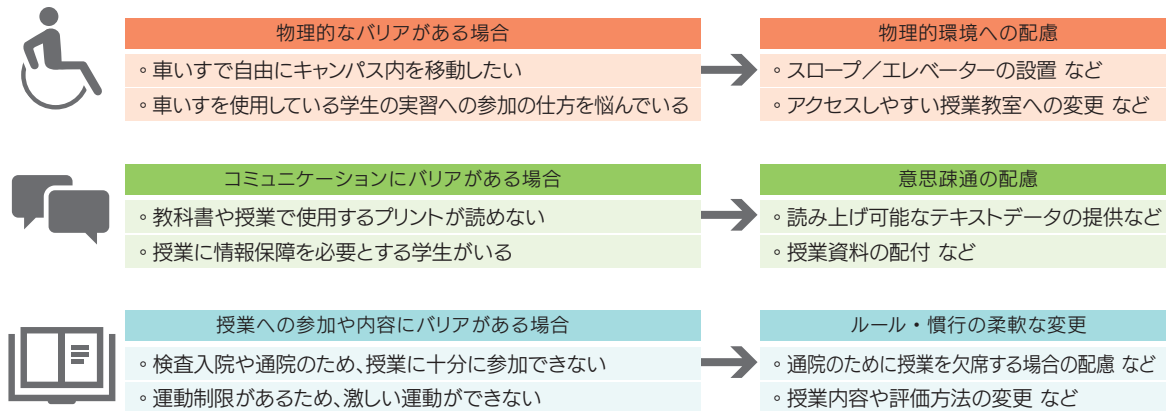 物理的なバリアがある場合
物理的環境への配慮
◦車いすで自由にキャンパス内を移動したい
◦スロープ／エレベーターの設置 など
◦車いすを使用している学生の実習への参加の仕方を悩んでいる
◦アクセスしやすい授業教室への変更 など
コミュニケーションにバリアがある場合
意思疎通の配慮
◦教科書や授業で使用するプリントが読めない
◦読み上げ可能なテキストデータの提供など
◦授業に情報保障を必要とする学生がいる
◦授業資料の配付 など
授業への参加や内容にバリアがある場合
ルール・慣行の柔軟な変更
◦検査入院や通院のため、授業に十分に参加できない
◦通院のために授業を欠席する場合の配慮 など
◦運動制限があるため、激しい運動ができない
◦授業内容や評価方法の変更 など